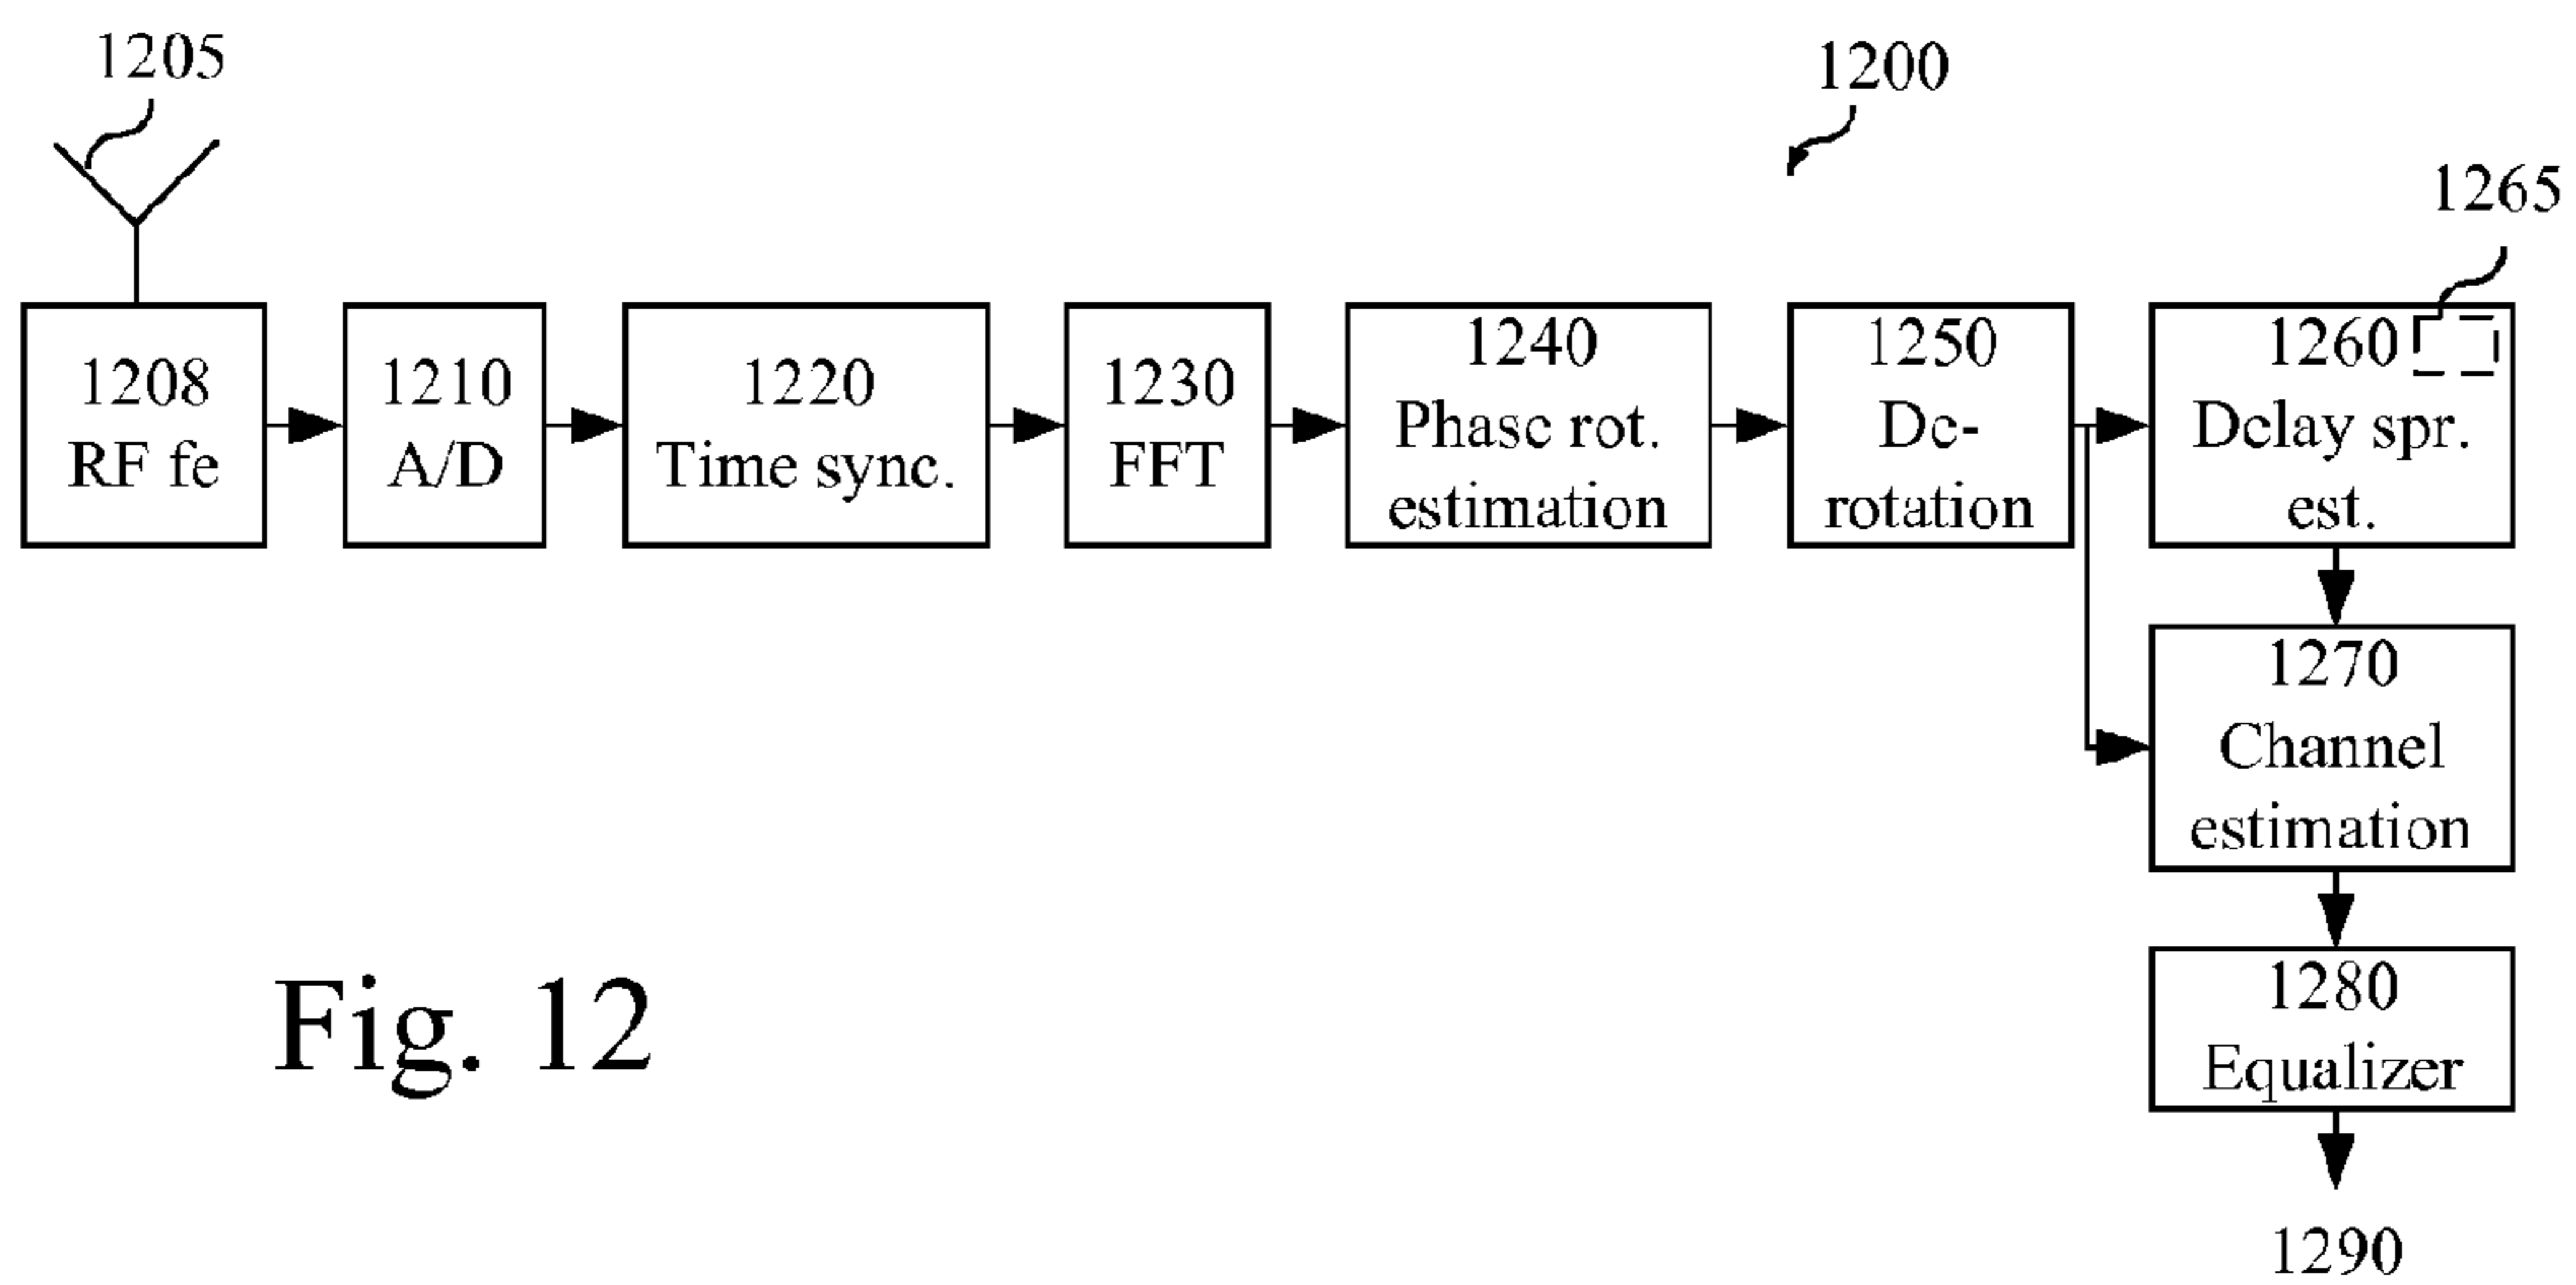 1205
1200
1265
1208
RF fe
1210
A/D
1220
Time sync.
1230
FFT
1240
Phase rot.
estimation
1250
De-
rotation
1260
Delay spr.
est.
1270
Channel
estimation
1280
Equalizer
1290
Fig. 12